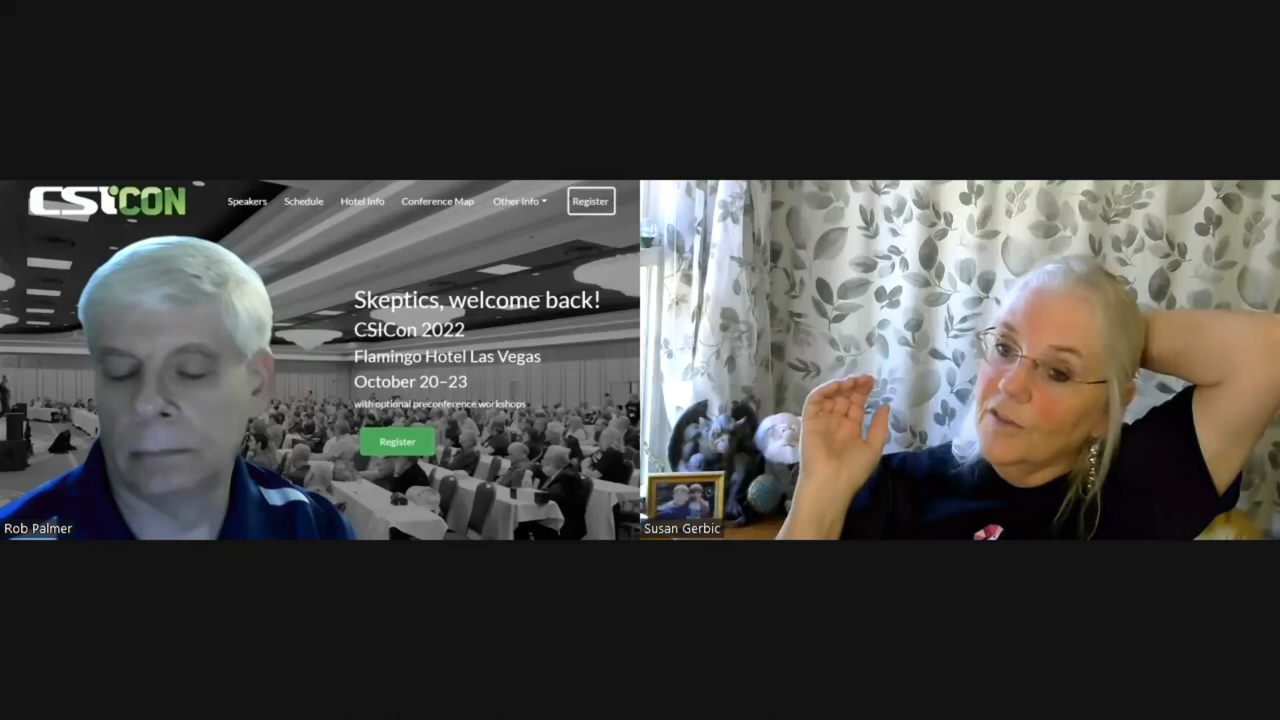 CSICON
Speakers Schedule Hotel Info Conference Map Other Info Register
Skeptics, welcome back!
CSICon 2022
Flamingo Hotel Las Vegas
October 20–23
with optional preconference workshops
Register
Rob Palmer
Susan Gerbic